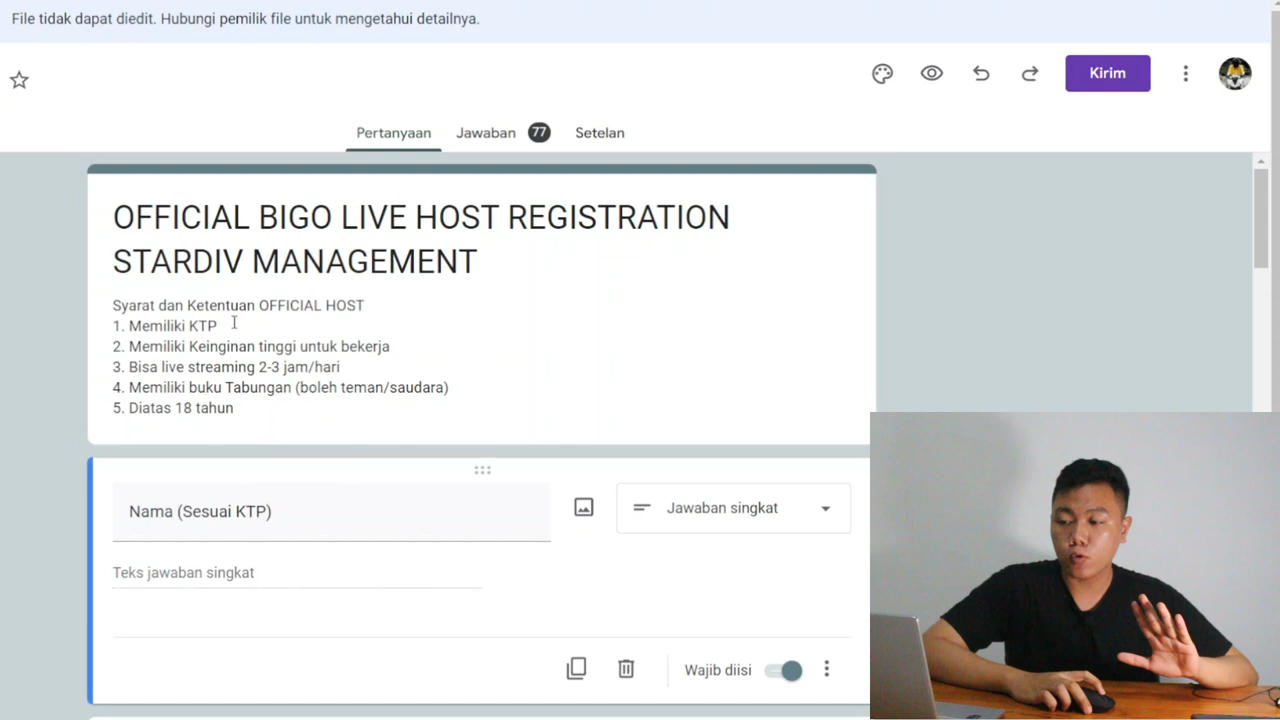 File tidak dapat diedit. Hubungi pemilik file untuk mengetahui detailnya.
Kirim
Pertanyaan
Jawaban 77
Setelan
OFFICIAL BIGO LIVE HOST REGISTRATION
STARDIV MANAGEMENT
Syarat dan Ketentuan OFFICIAL HOST
1. Memiliki KTP
2. Memiliki Keinginan tinggi untuk bekerja
3. Bisa live streaming 2-3 jam/hari
4. Memiliki buku Tabungan (boleh teman/saudara)
5. Diatas 18 tahun
Nama (Sesuai KTP)
Jawaban singkat
Teks jawaban singkat
Wajib diisi